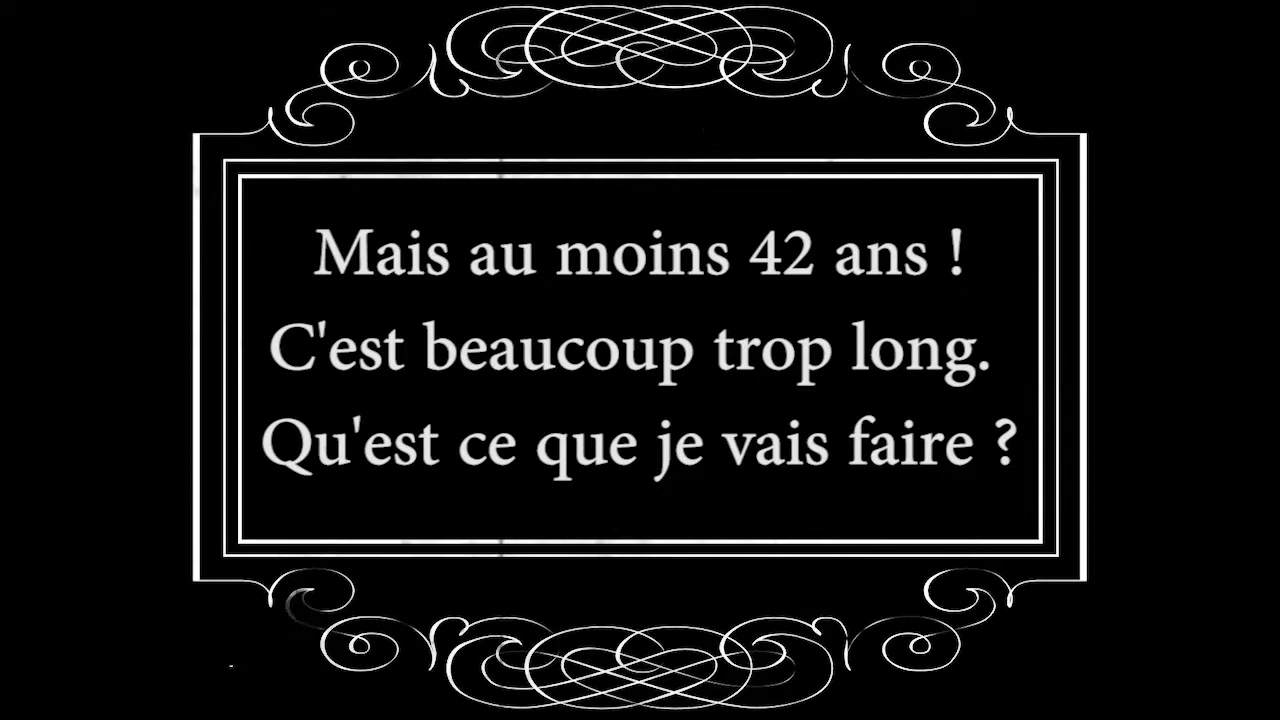 Mais au moins 42 ans !
C'est beaucoup trop long.
Qu'est ce que je vais faire ?